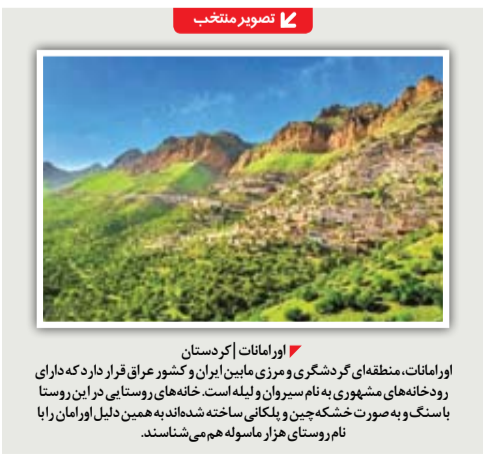 تصویر منتخب
اورامانات | کردستان
اورامانات، منطقه‌ای گردشگری و مرزی مابین ایران و کشور عراق قرار دارد که دارای
رودخانه‌های مشهوری به نام سیروان و لیله است. خانه‌های روستایی در این روستا
با سنگ و به صورت خشکه‌چین و پلکانی ساخته شده‌اند به همین دلیل اورامان را با
نام روستای هزار ماسوله هم می‌شناسند.